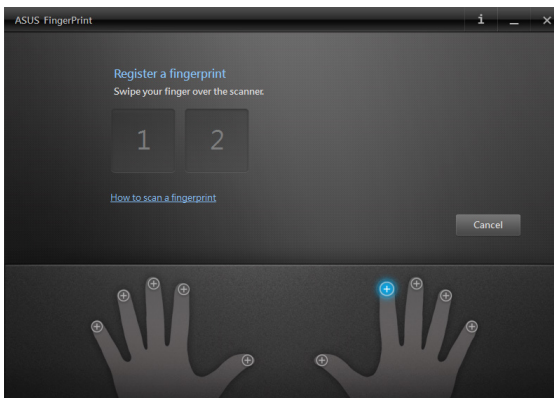 ASUS FingerPrint
Register a fingerprint
Swipe your finger over the scanner.
1 2
How to scan a fingerprint
Cancel